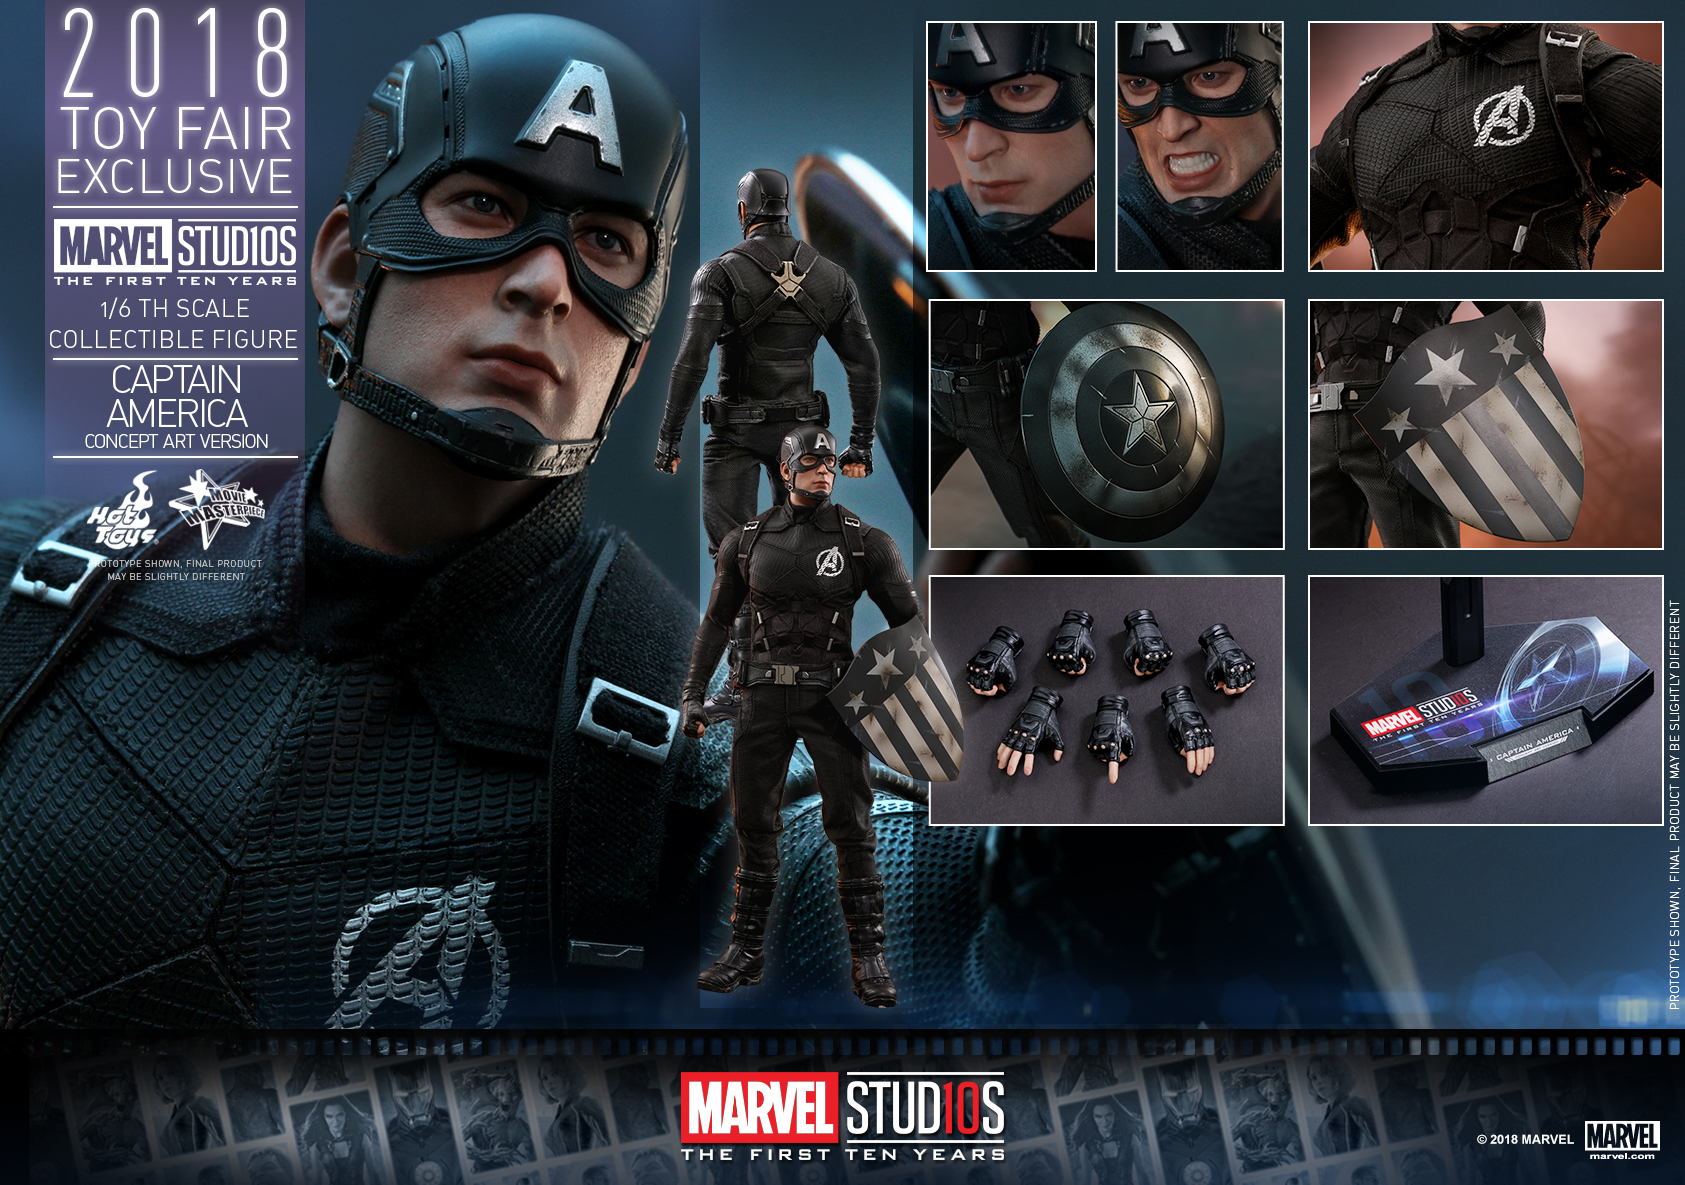 2018
TOY FAIR
EXCLUSIVE
MARVEL STUD10S
THE FIRST TEN YEARS
1/6 TH SCALE
COLLECTIBLE FIGURE
CAPTAIN
AMERICA
CONCEPT ART VERSION
Hot Toys
MOVIE MASTERPIECE
PROTOTYPE SHOWN, FINAL PRODUCT
MAY BE SLIGHTLY DIFFERENT
A
A
A
A
A
MARVEL STUD10S
THE FIRST TEN YEARS
CAPTAIN AMERICA
PROTOTYPE SHOWN, FINAL PRODUCT MAY BE SLIGHTLY DIFFERENT
MARVEL STUD10S
THE FIRST TEN YEARS
© 2018 MARVEL
MARVEL
marvel.com